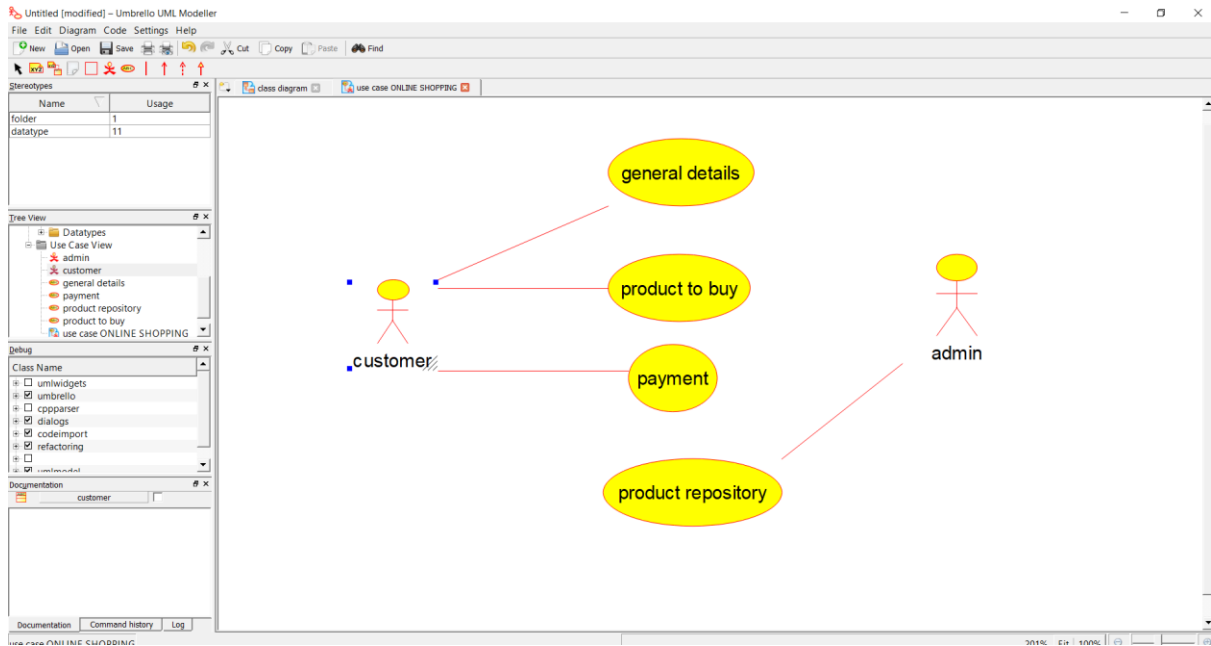 Untitled [modified] – Umbrello UML Modeller
File Edit Diagram Code Settings Help
New Open Save Cut Copy Paste Find
Stereotypes
Name Usage
folder 1
datatype 11
Tree View
Datatypes
Use Case View
admin
customer
general details
payment
product repository
product to buy
use case ONLINE SHOPPING
Debug
Class Name
umlwidgets
umbrello
cppparser
dialogs
codeimport
refactoring
umlmodel
Documentation
customer
Documentation Command history Log
use case ONLINE SHOPPING
class diagram use case ONLINE SHOPPING
general details
product to buy
customer
admin
payment
product repository
201% Fit 100%